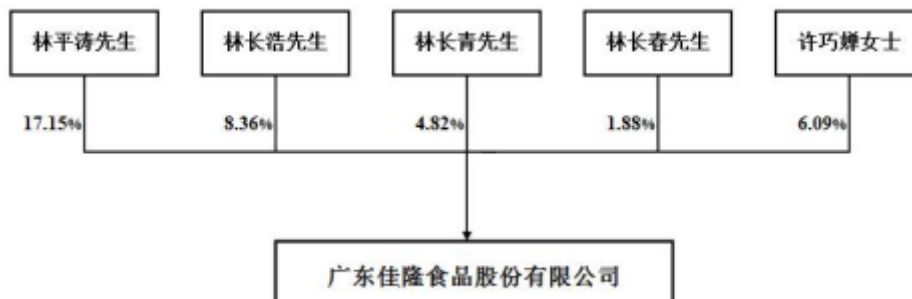 林平涛先生
林长浩先生
林长青先生
林长春先生
许巧婵女士
17.15%
8.36%
4.82%
1.88%
6.09%
广东佳隆食品股份有限公司